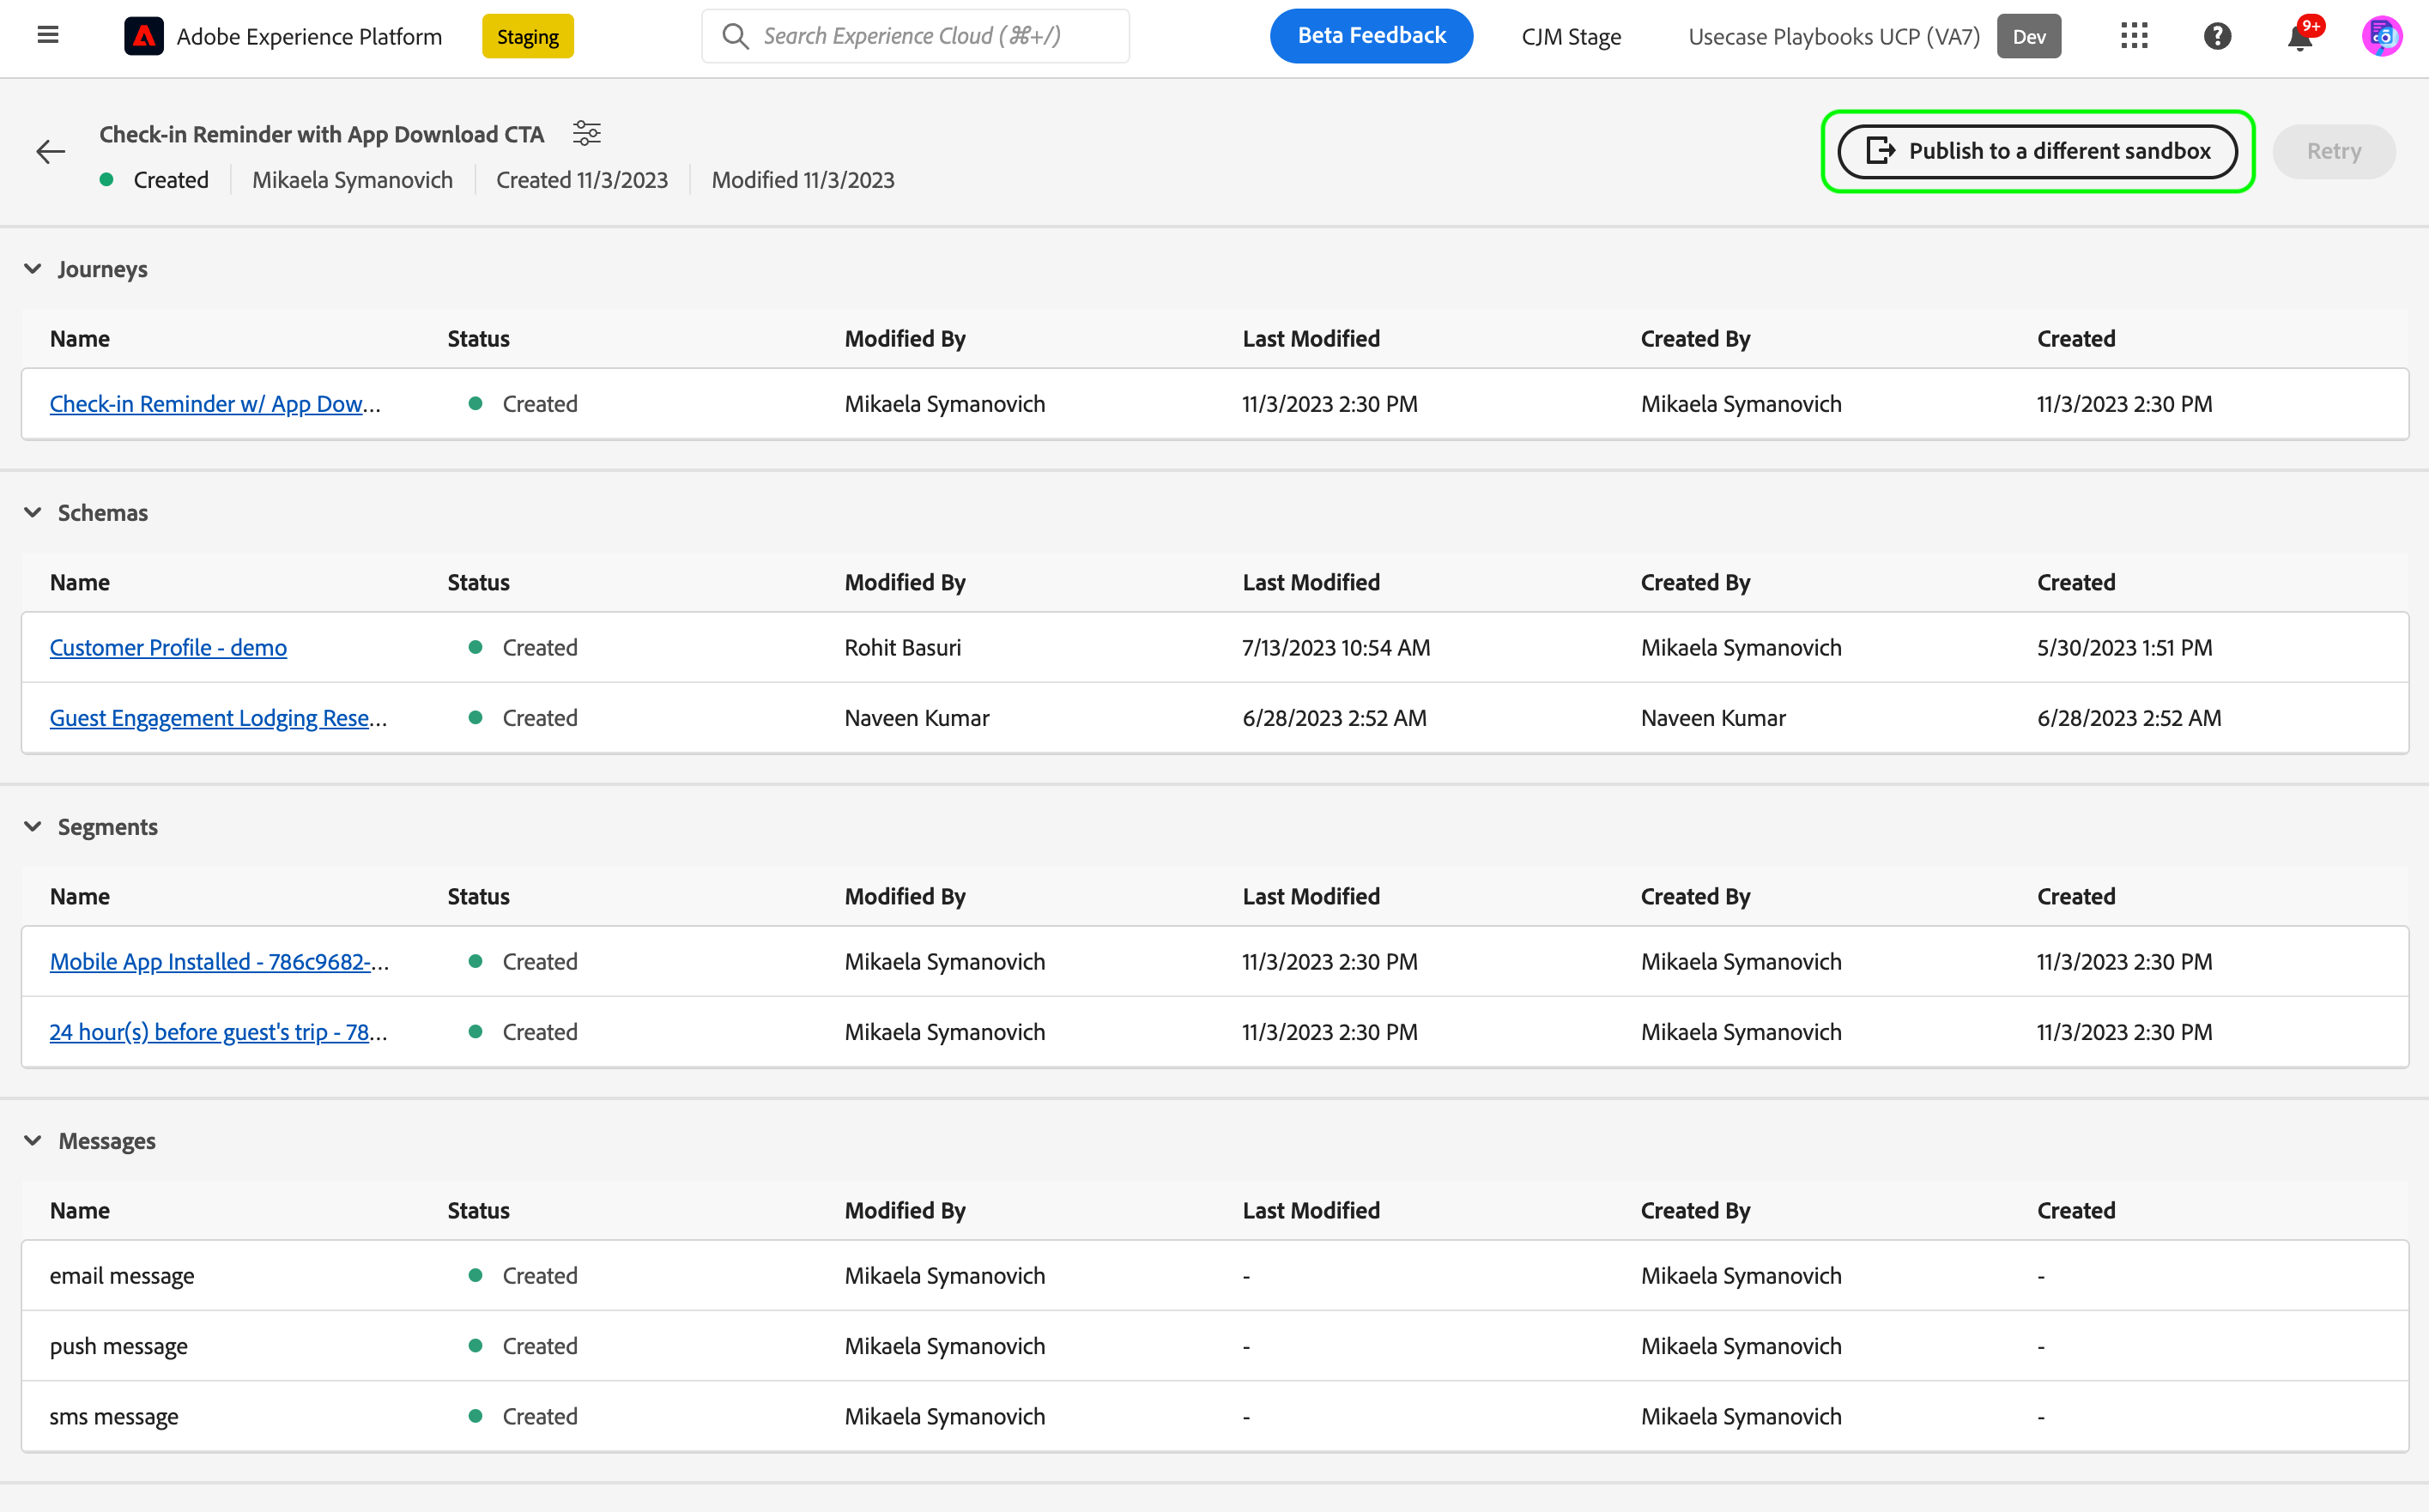 Adobe Experience Platform Staging Search Experience Cloud (⌘+/) Beta Feedback CJM Stage Usecase Playbooks UCP (VA7) Dev ? 9+
Check-in Reminder with App Download CTA
Created Mikaela Symanovich Created 11/3/2023 Modified 11/3/2023
Publish to a different sandbox Retry
Journeys
Name Status Modified By Last Modified Created By Created
Check-in Reminder w/ App Dow... Created Mikaela Symanovich 11/3/2023 2:30 PM Mikaela Symanovich 11/3/2023 2:30 PM
Schemas
Name Status Modified By Last Modified Created By Created
Customer Profile - demo Created Rohit Basuri 7/13/2023 10:54 AM Mikaela Symanovich 5/30/2023 1:51 PM
Guest Engagement Lodging Rese... Created Naveen Kumar 6/28/2023 2:52 AM Naveen Kumar 6/28/2023 2:52 AM
Segments
Name Status Modified By Last Modified Created By Created
Mobile App Installed - 786c9682-... Created Mikaela Symanovich 11/3/2023 2:30 PM Mikaela Symanovich 11/3/2023 2:30 PM
24 hour(s) before guest's trip - 78... Created Mikaela Symanovich 11/3/2023 2:30 PM Mikaela Symanovich 11/3/2023 2:30 PM
Messages
Name Status Modified By Last Modified Created By Created
email message Created Mikaela Symanovich - Mikaela Symanovich -
push message Created Mikaela Symanovich - Mikaela Symanovich -
sms message Created Mikaela Symanovich - Mikaela Symanovich -